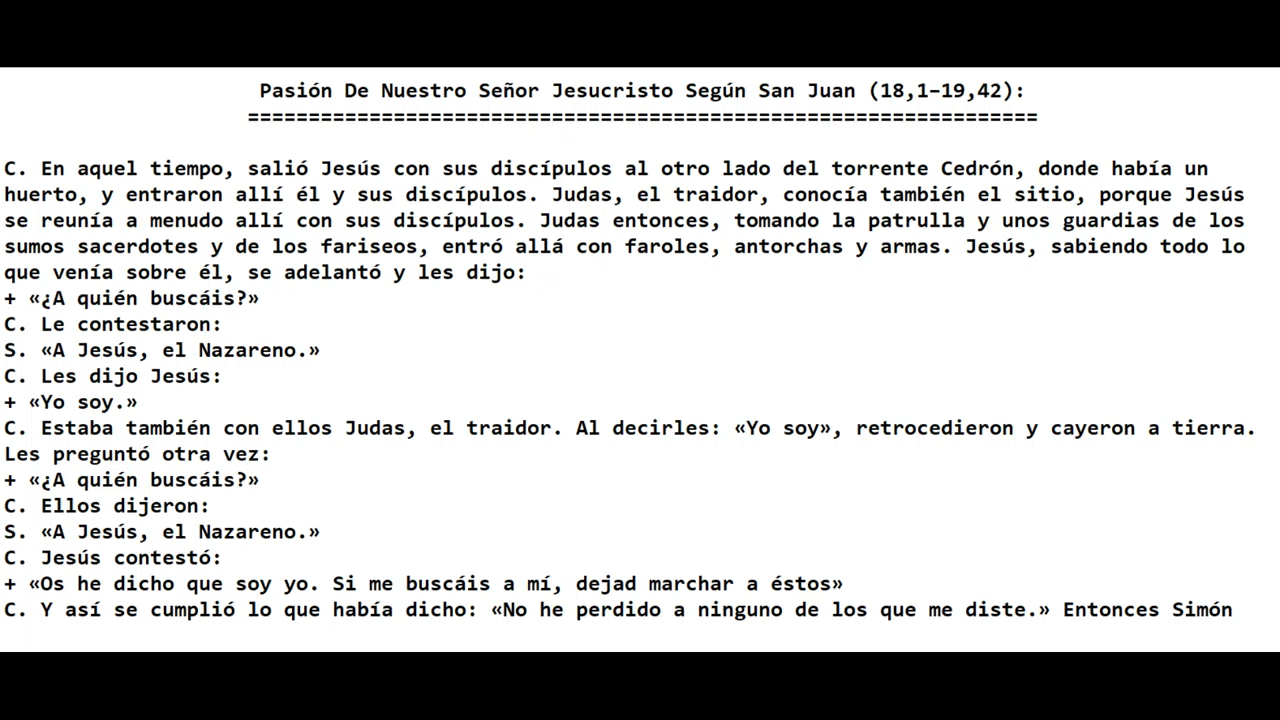 Pasión De Nuestro Señor Jesucristo Según San Juan (18,1–19,42):
=================================================================
C. En aquel tiempo, salió Jesús con sus discípulos al otro lado del torrente Cedrón, donde había un
huerto, y entraron allí él y sus discípulos. Judas, el traidor, conocía también el sitio, porque Jesús
se reunía a menudo allí con sus discípulos. Judas entonces, tomando la patrulla y unos guardias de los
sumos sacerdotes y de los fariseos, entró allá con faroles, antorchas y armas. Jesús, sabiendo todo lo
que venía sobre él, se adelantó y les dijo:
+ «¿A quién buscáis?»
C. Le contestaron:
S. «A Jesús, el Nazareno.»
C. Les dijo Jesús:
+ «Yo soy.»
C. Estaba también con ellos Judas, el traidor. Al decirles: «Yo soy», retrocedieron y cayeron a tierra.
Les preguntó otra vez:
+ «¿A quién buscáis?»
C. Ellos dijeron:
S. «A Jesús, el Nazareno.»
C. Jesús contestó:
+ «Os he dicho que soy yo. Si me buscáis a mí, dejad marchar a éstos»
C. Y así se cumplió lo que había dicho: «No he perdido a ninguno de los que me diste.» Entonces Simón